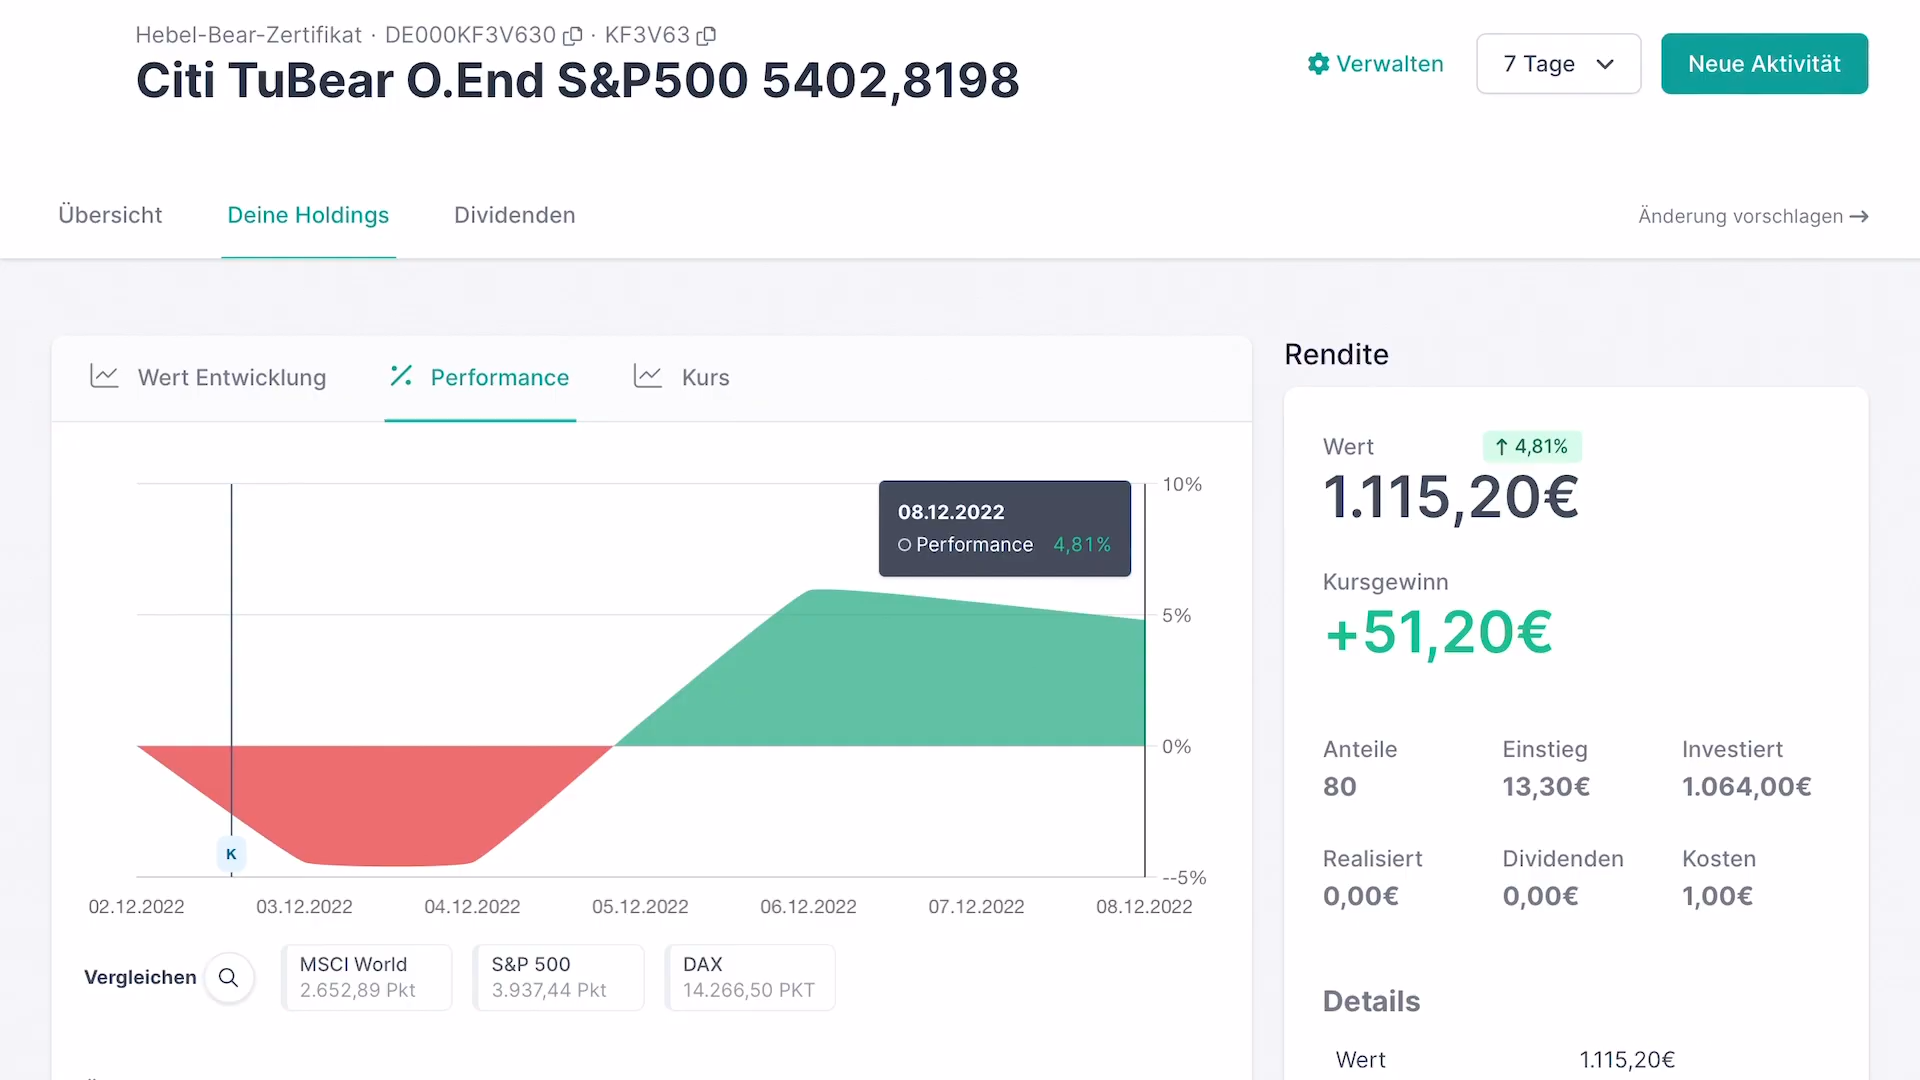 Hebel-Bear-Zertifikat · DE000KF3V630 · KF3V63
Citi TuBear O.End S&P500 5402,8198
Verwalten
7 Tage
Neue Aktivität
Übersicht
Deine Holdings
Dividenden
Änderung vorschlagen
Wert Entwicklung
Performance
Kurs
10%
5%
0%
--5%
08.12.2022
Performance 4,81%
K
02.12.2022
03.12.2022
04.12.2022
05.12.2022
06.12.2022
07.12.2022
08.12.2022
Vergleichen
MSCI World
2.652,89 Pkt
S&P 500
3.937,44 Pkt
DAX
14.266,50 PKT
Rendite
Wert
↑ 4,81%
1.115,20€
Kursgewinn
+51,20€
Anteile
80
Einstieg
13,30€
Investiert
1.064,00€
Realisiert
0,00€
Dividenden
0,00€
Kosten
1,00€
Details
Wert 1.115,20€